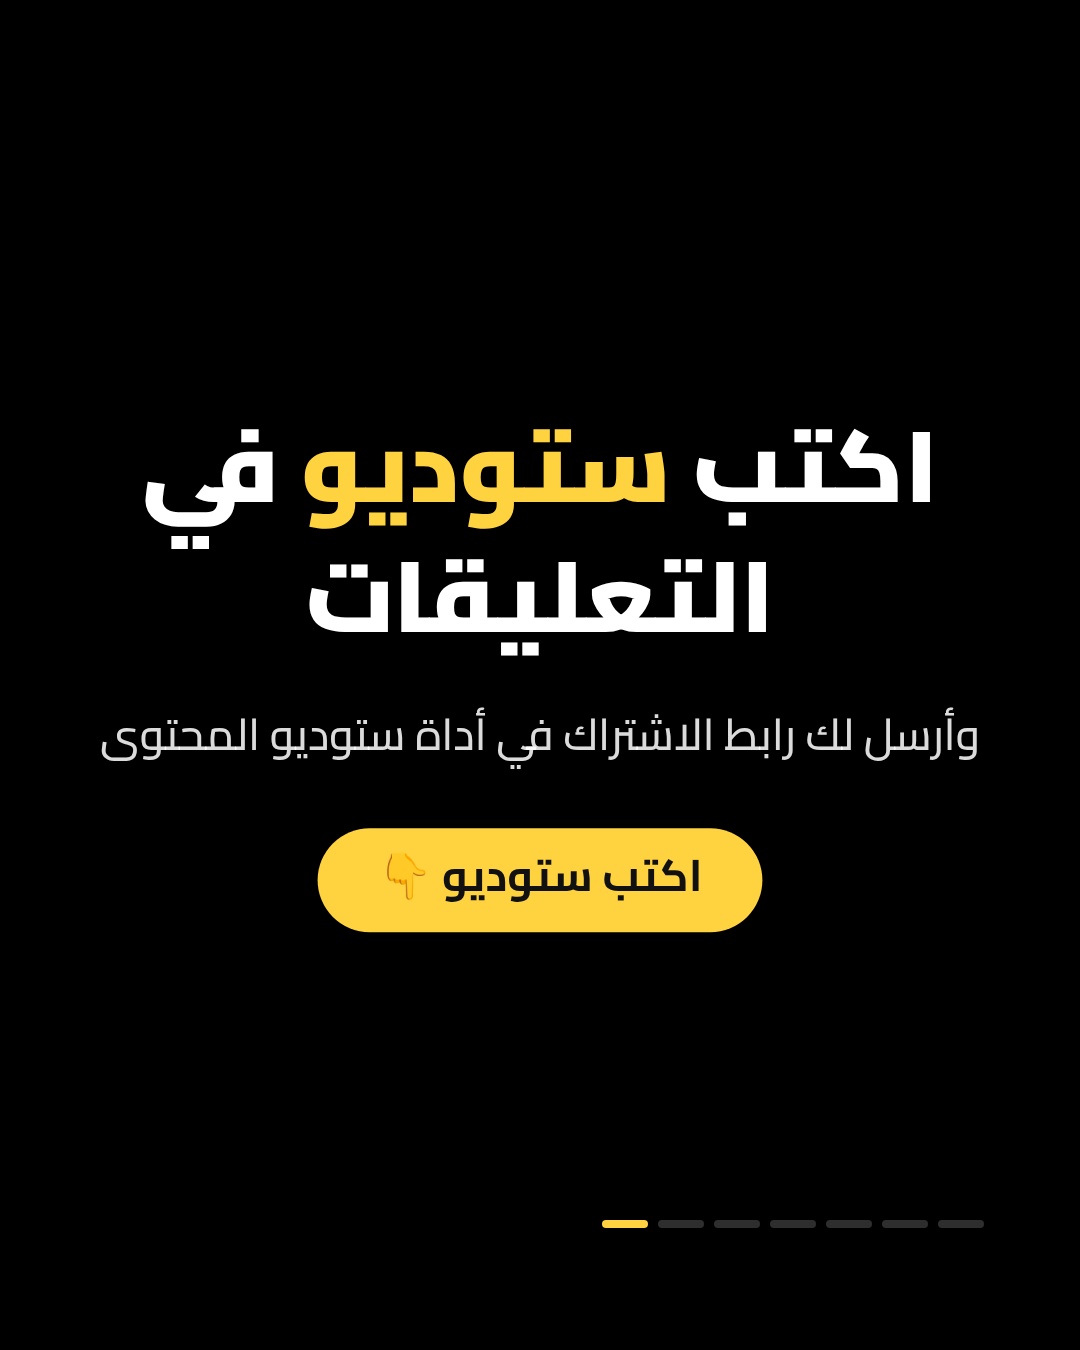 اكتب ستوديو في
التعليقات
وأرسل لك رابط الاشتراك في أداة ستوديو المحتوى
اكتب ستوديو 👇